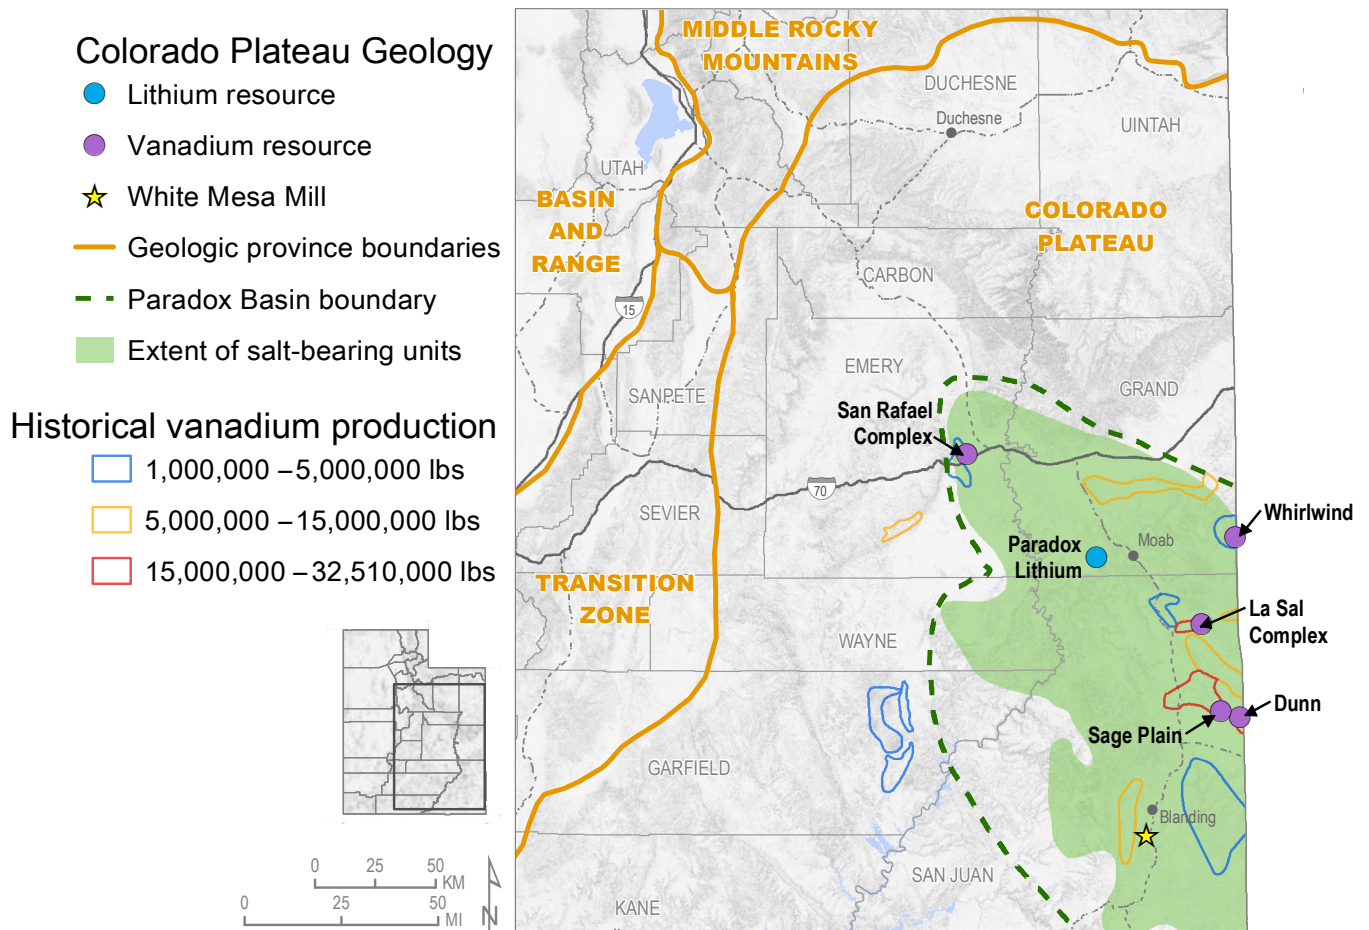 Colorado Plateau Geology
Lithium resource
Vanadium resource
White Mesa Mill
Geologic province boundaries
Paradox Basin boundary
Extent of salt-bearing units
Historical vanadium production
1,000,000 – 5,000,000 lbs
5,000,000 – 15,000,000 lbs
15,000,000 – 32,510,000 lbs
0 25 50
KM
0 25 50
MI
N
MIDDLE ROCKY
MOUNTAINS
DUCHESNE
Duchesne
UINTAH
UTAH
BASIN
AND
RANGE
COLORADO
PLATEAU
CARBON
15
EMERY
SANPETE
GRAND
San Rafael
Complex
70
SEVIER
Whirlwind
Paradox
Lithium
Moab
TRANSITION
ZONE
La Sal
Complex
WAYNE
Dunn
Sage Plain
GARFIELD
Blanding
SAN JUAN
KANE